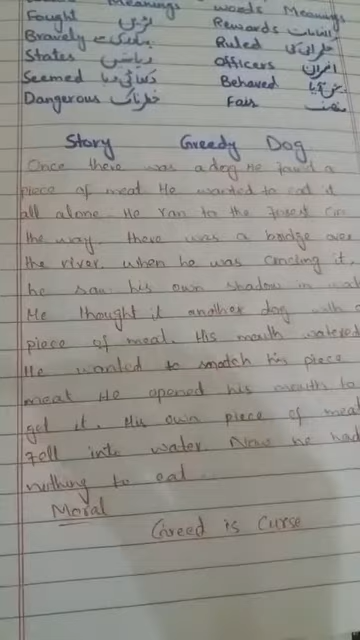 Meanings words Meanings
Fought لڑی Rewards انعامات
Bravely Ruled حکمرانی کی
States ریاستیں Officers افسران
Seemed دکھائی دیا Behaved
Dangerous خطرناک Fair منصف
Story Greedy Dog
Once there was a dog He found a
piece of meat He wanted to eat it
all alone. He ran to the forest On
the way, there was a bridge over
the river. when he was crossing it,
he saw his own shadow in wat
He thought it another dog with a
piece of meat. His mouth watered
He wanted to snatch his piece
meat He opened his mouth to
get it. His own piece of meat
fell into water. Now he had
nothing to eat.
Moral
Greed is Curse